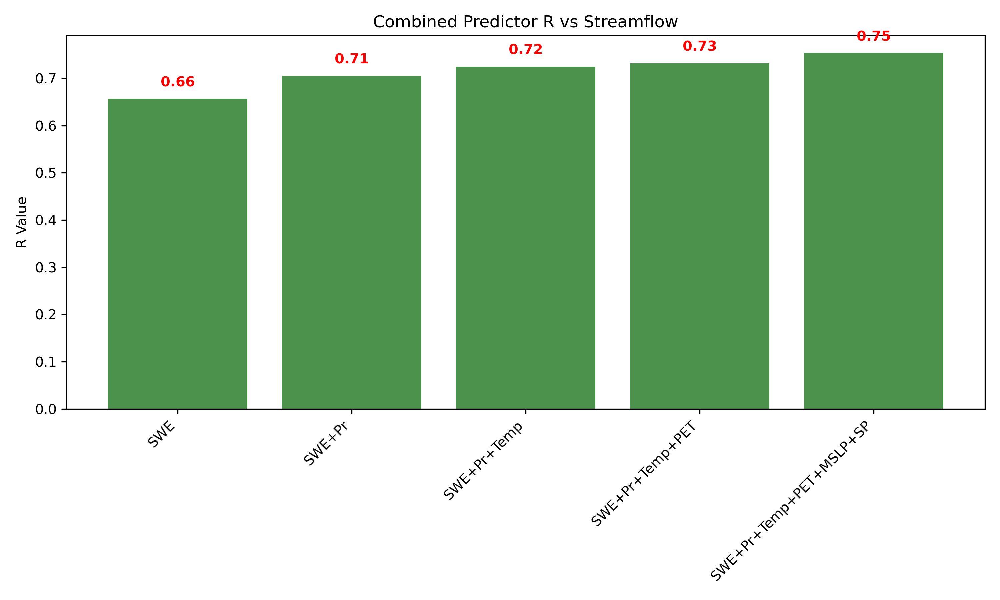 Combined Predictor R vs Streamflow
0.75
0.73
0.72
0.71
0.66
0.7
0.6
0.5
0.4
0.3
0.2
0.1
0.0
R Value
SWE
SWE+Pr
SWE+Pr+Temp
SWE+Pr+Temp+PET
SWE+Pr+Temp+PET+MSLP+SP